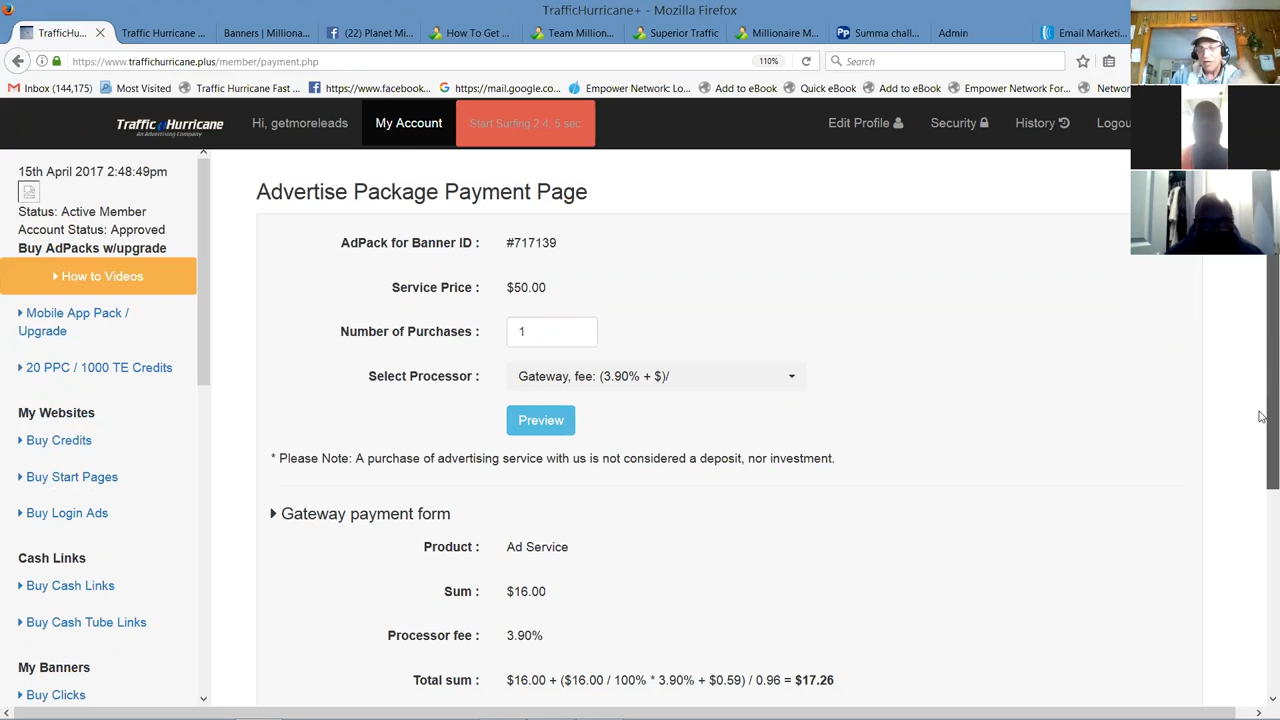 TrafficHurricane+ - Mozilla Firefox
TrafficHu...
Traffic Hurricane ...
Banners | Milliona...
(22) Planet Mi...
How To Get ...
Team Million...
Superior Traffic
Millionaire M...
Summa chall...
Admin
Email Marketi...
https://www.traffichurricane.plus/member/payment.php
110%
Search
Inbox (144,175)
Most Visited
Traffic Hurricane Fast ...
https://www.facebook...
https://mail.google.co...
Empower Network: Lo...
Add to eBook
Quick eBook
Add to eBook
Empower Network For...
Network
Traffic Hurricane
An Advertising Company
Hi, getmoreleads
My Account
Start Surfing 2.4, 5 sec
Edit Profile
Security
History
Logou
15th April 2017 2:48:49pm
Status: Active Member
Account Status: Approved
Buy AdPacks w/upgrade
How to Videos
Mobile App Pack /
Upgrade
20 PPC / 1000 TE Credits
My Websites
Buy Credits
Buy Start Pages
Buy Login Ads
Cash Links
Buy Cash Links
Buy Cash Tube Links
My Banners
Buy Clicks
Advertise Package Payment Page
AdPack for Banner ID : #717139
Service Price : $50.00
Number of Purchases : 1
Select Processor : Gateway, fee: (3.90% + $)/
Preview
* Please Note: A purchase of advertising service with us is not considered a deposit, nor investment.
Gateway payment form
Product : Ad Service
Sum : $16.00
Processor fee : 3.90%
Total sum : $16.00 + ($16.00 / 100% * 3.90% + $0.59) / 0.96 = $17.26